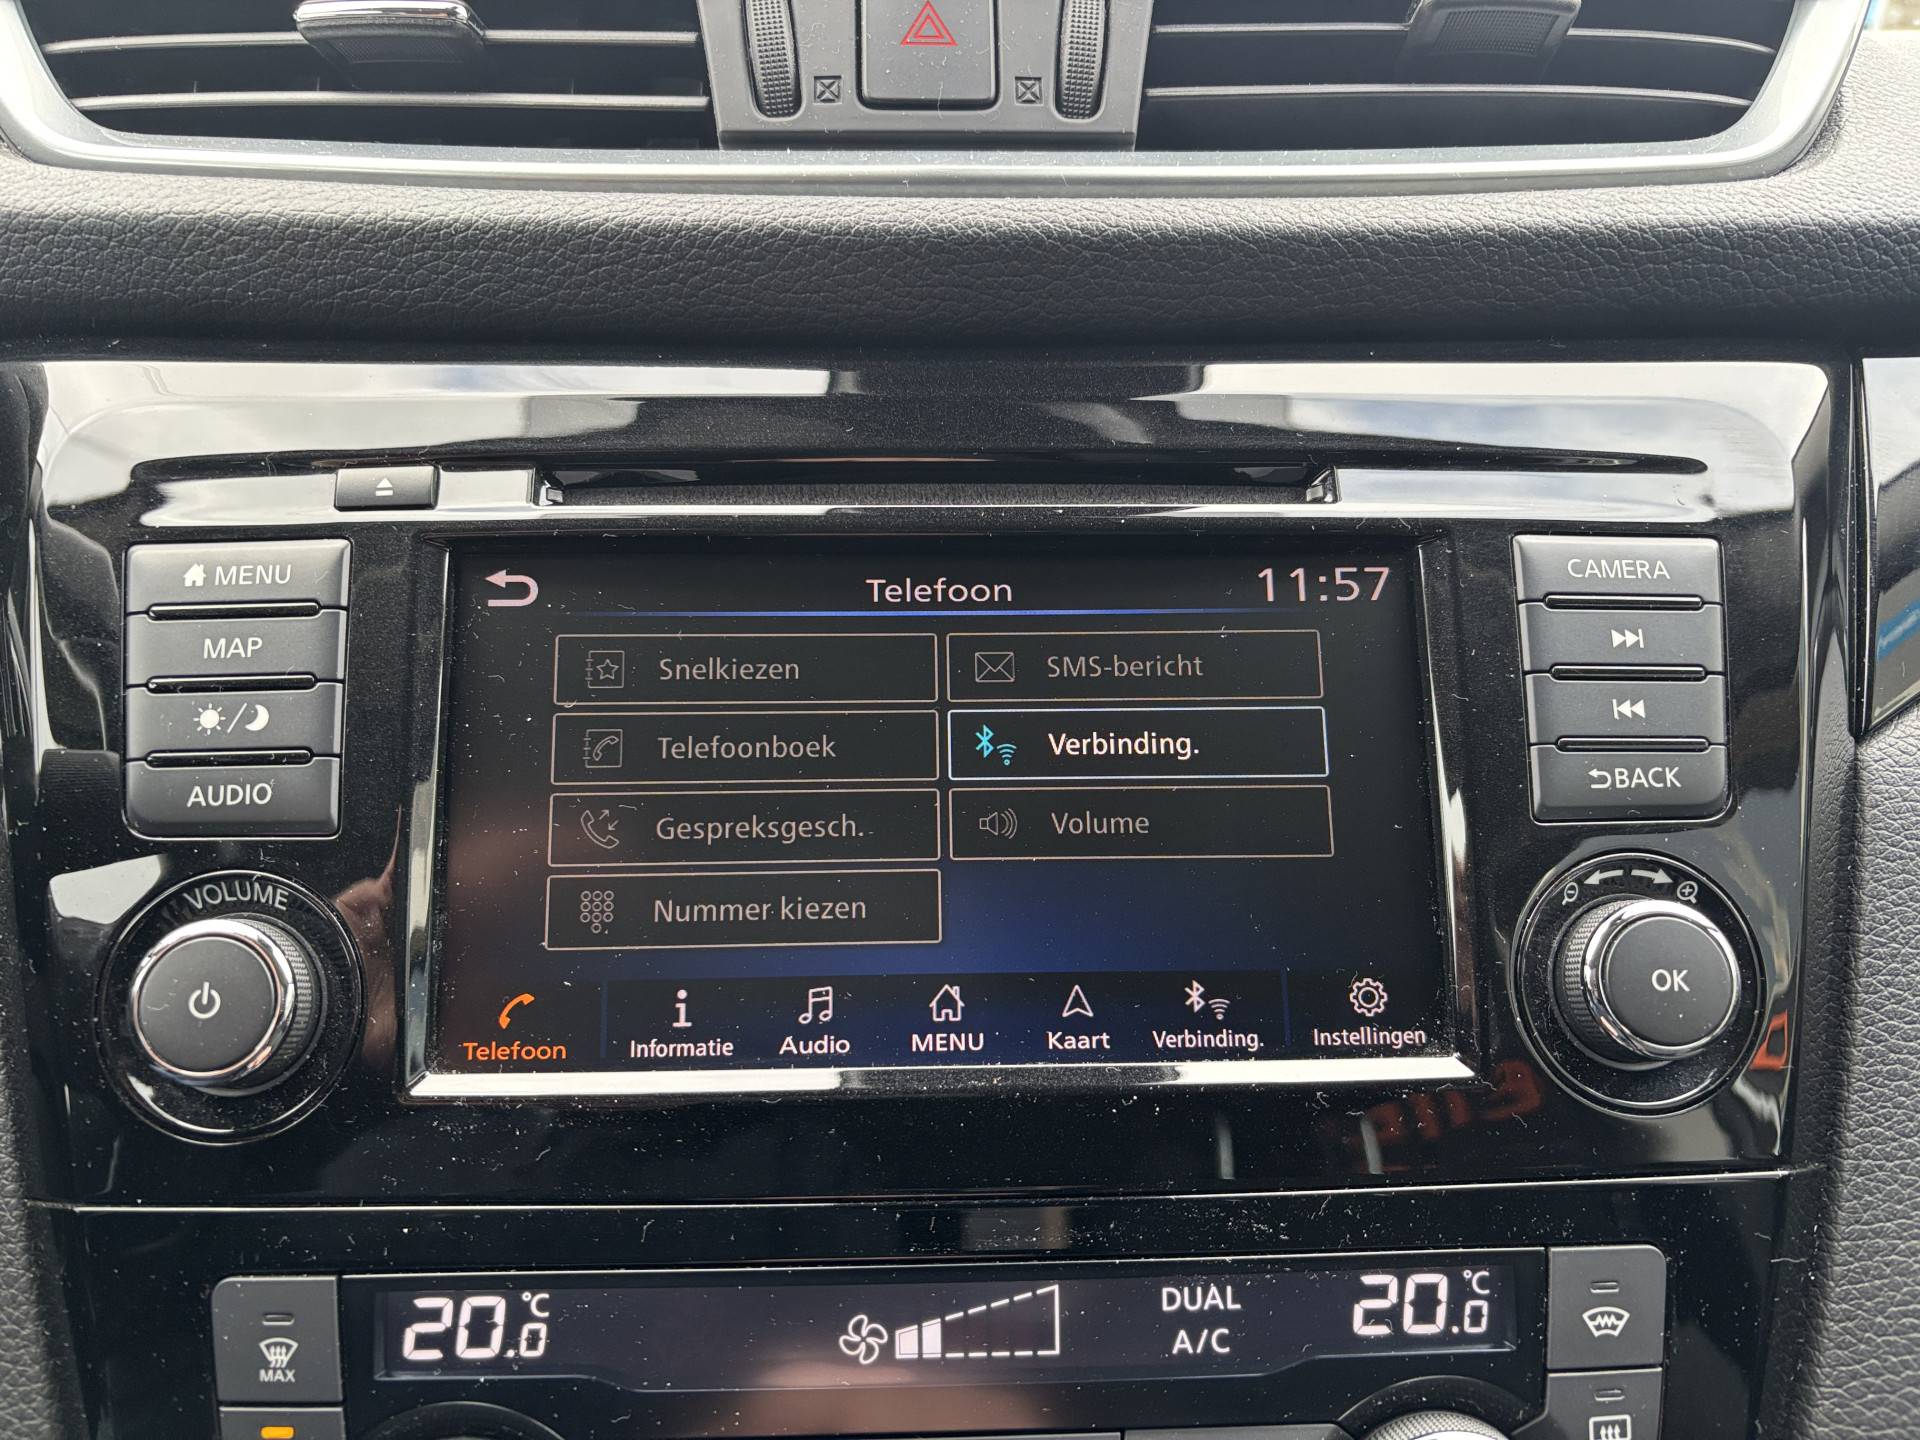 MENU
MAP
AUDIO
VOLUME
Telefoon
11:57
Snelkiezen
SMS-bericht
Telefoonboek
Verbinding.
Gespreksgesch.
Volume
Nummer kiezen
Telefoon
Informatie
Audio
MENU
Kaart
Verbinding.
Instellingen
CAMERA
BACK
OK
MAX
20.0 °C
DUAL
A/C
20.0 °C